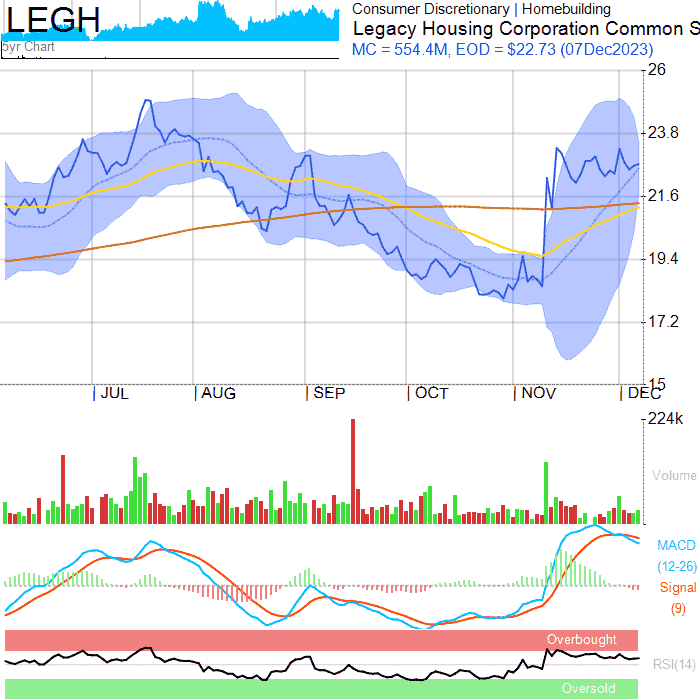 LEGH
5yr Chart
Consumer Discretionary | Homebuilding
Legacy Housing Corporation Common S
MC = 554.4M, EOD = $22.73 (07Dec2023)
26
23.8
21.6
19.4
17.2
15
JUL AUG SEP OCT NOV DEC
224k
Volume
MACD
(12-26)
Signal
(9)
Overbought
RSI(14)
Oversold